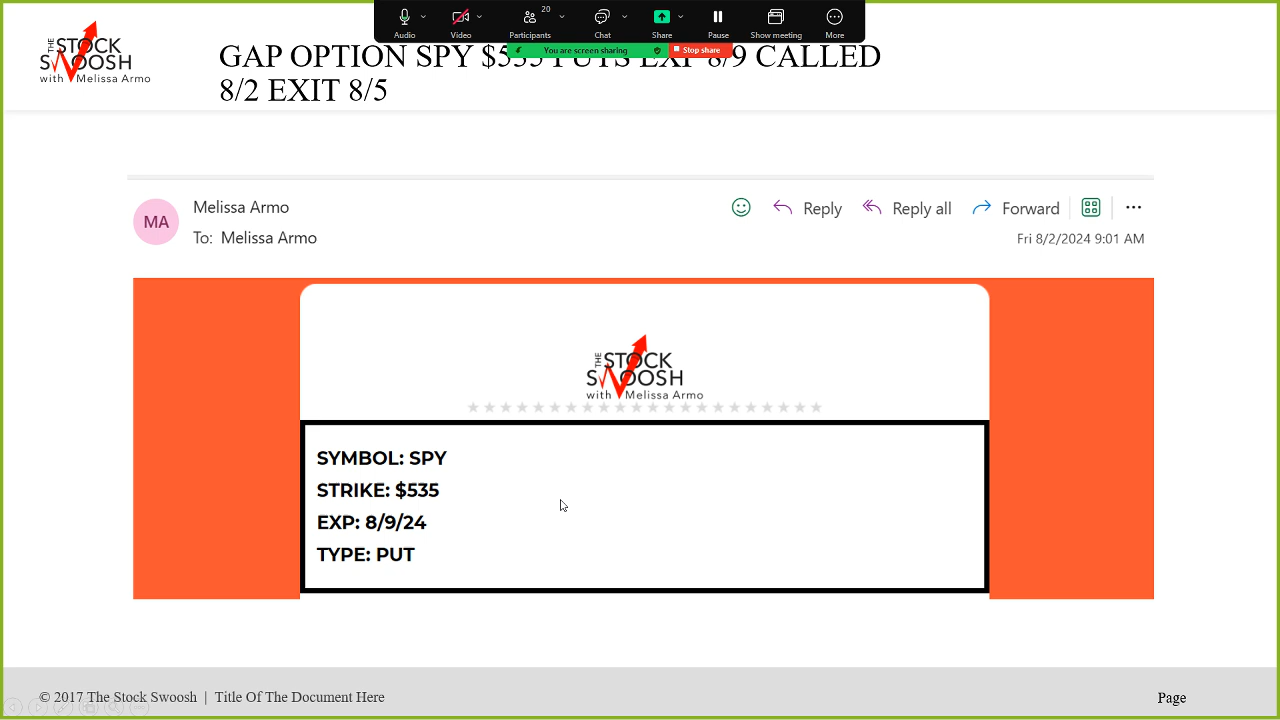 20
Audio Video Participants Chat Share Pause Show meeting More
You are screen sharing Stop share
THE STOCK SWOOSH
with Melissa Armo
GAP OPTION SPY $535 PUTS EXP 8/9 CALLED
8/2 EXIT 8/5
MA
Melissa Armo
To: Melissa Armo
Reply Reply all Forward
Fri 8/2/2024 9:01 AM
THE STOCK
SWOOSH
with Melissa Armo
SYMBOL: SPY
STRIKE: $535
EXP: 8/9/24
TYPE: PUT
© 2017 The Stock Swoosh | Title Of The Document Here
Page